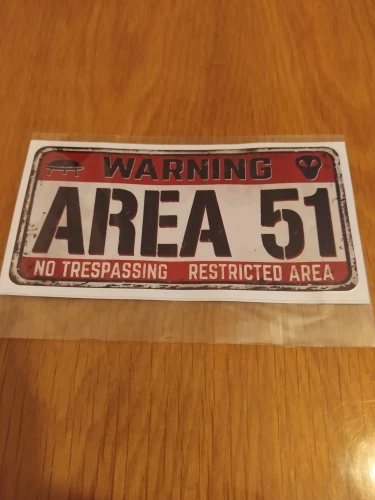 WARNING
AREA 51
NO TRESPASSING RESTRICTED AREA